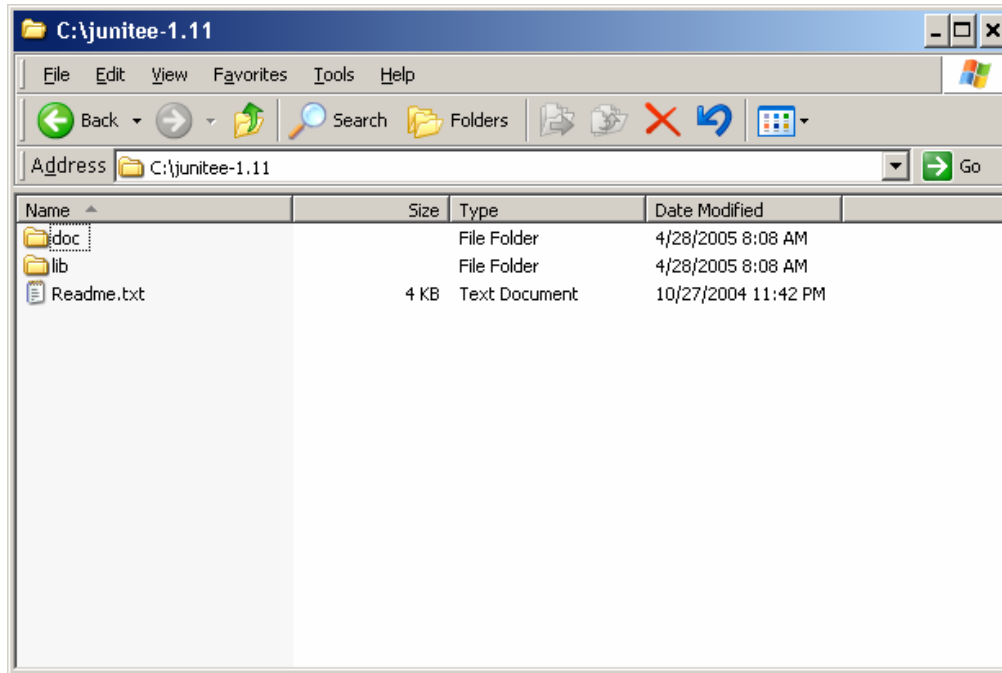 C:\junitee-1.11
File Edit View Favorites Tools Help
Back Search Folders
Address C:\junitee-1.11 Go
Name Size Type Date Modified
doc File Folder 4/28/2005 8:08 AM
lib File Folder 4/28/2005 8:08 AM
Readme.txt 4 KB Text Document 10/27/2004 11:42 PM